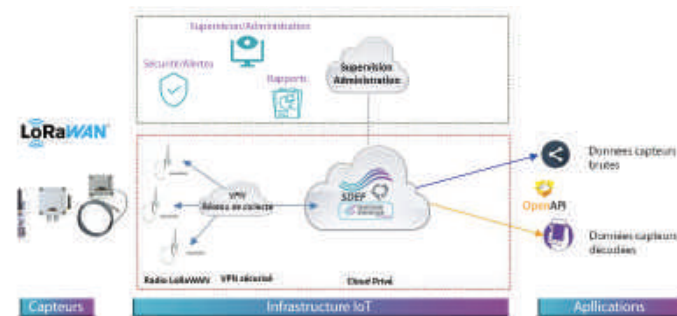 Supervision/Administration
Sécurité/Alertes
Rapports
Supervision
Administration
LoRaWAN
VPN
Réseau de collecte
SDEF
Données capteurs
brutes
OpenAPI
Données capteurs
décodées
Radio LoRaWAN
VPN sécurisé
Cloud Privé
Capteurs
Infrastructure IoT
Apllications